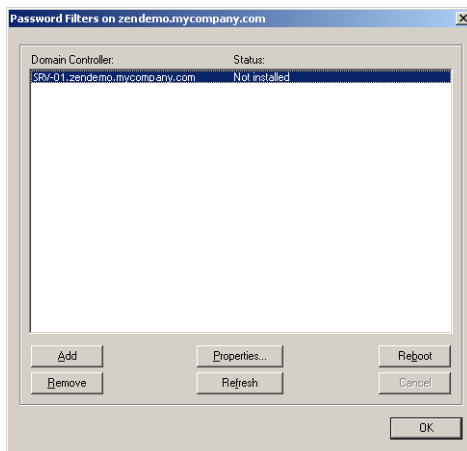 Password Filters on zendemo.mycompany.com
Domain Controller: Status:
SRV-01.zendemo.mycompany.com Not installed
Add Properties... Reboot
Remove Refresh Cancel
OK